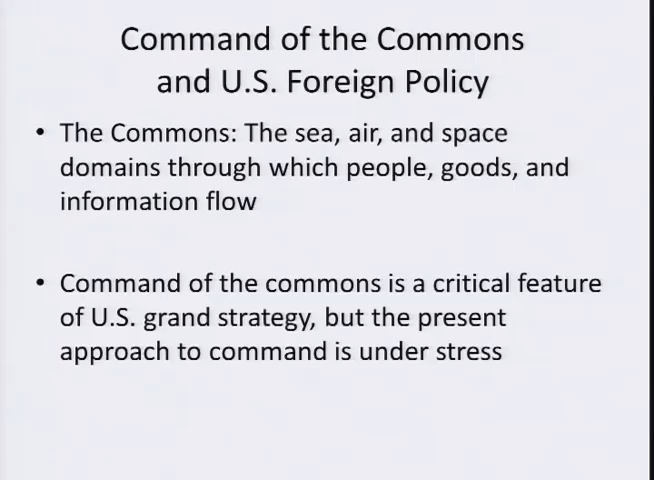 Command of the Commons
and U.S. Foreign Policy
• The Commons: The sea, air, and space
domains through which people, goods, and
information flow
• Command of the commons is a critical feature
of U.S. grand strategy, but the present
approach to command is under stress